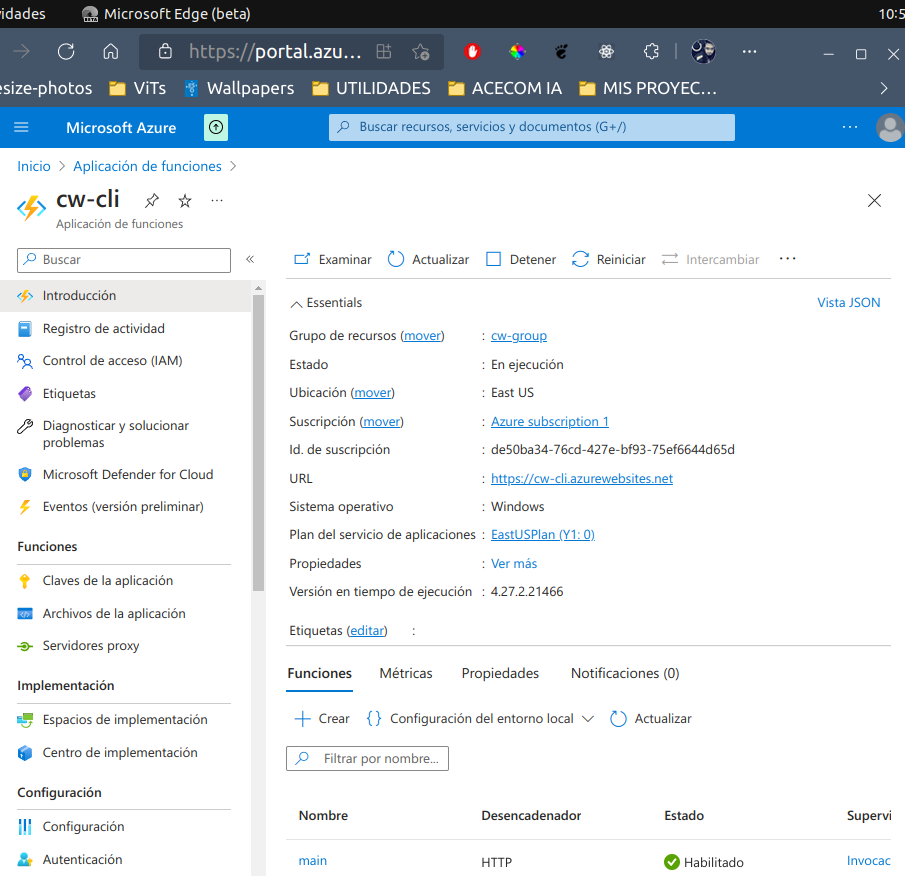 idades Microsoft Edge (beta) 10:5
https://portal.azu...
esize-photos ViTs Wallpapers UTILIDADES ACECOM IA MIS PROYEC...
Microsoft Azure Buscar recursos, servicios y documentos (G+/)
Inicio > Aplicación de funciones >
cw-cli
Aplicación de funciones
Buscar «
Introducción
Registro de actividad
Control de acceso (IAM)
Etiquetas
Diagnosticar y solucionar
problemas
Microsoft Defender for Cloud
Eventos (versión preliminar)
Funciones
Claves de la aplicación
Archivos de la aplicación
Servidores proxy
Implementación
Espacios de implementación
Centro de implementación
Configuración
Configuración
Autenticación
Examinar Actualizar Detener Reiniciar Intercambiar ...
Essentials Vista JSON
Grupo de recursos (mover) : cw-group
Estado : En ejecución
Ubicación (mover) : East US
Suscripción (mover) : Azure subscription 1
Id. de suscripción : de50ba34-76cd-427e-bf93-75ef6644d65d
URL : https://cw-cli.azurewebsites.net
Sistema operativo : Windows
Plan del servicio de aplicaciones : EastUSPlan (Y1: 0)
Propiedades : Ver más
Versión en tiempo de ejecución : 4.27.2.21466
Etiquetas (editar) :
Funciones Métricas Propiedades Notificaciones (0)
Crear Configuración del entorno local Actualizar
Filtrar por nombre...
Nombre Desencadenador Estado Supervi
main HTTP Habilitado Invocac